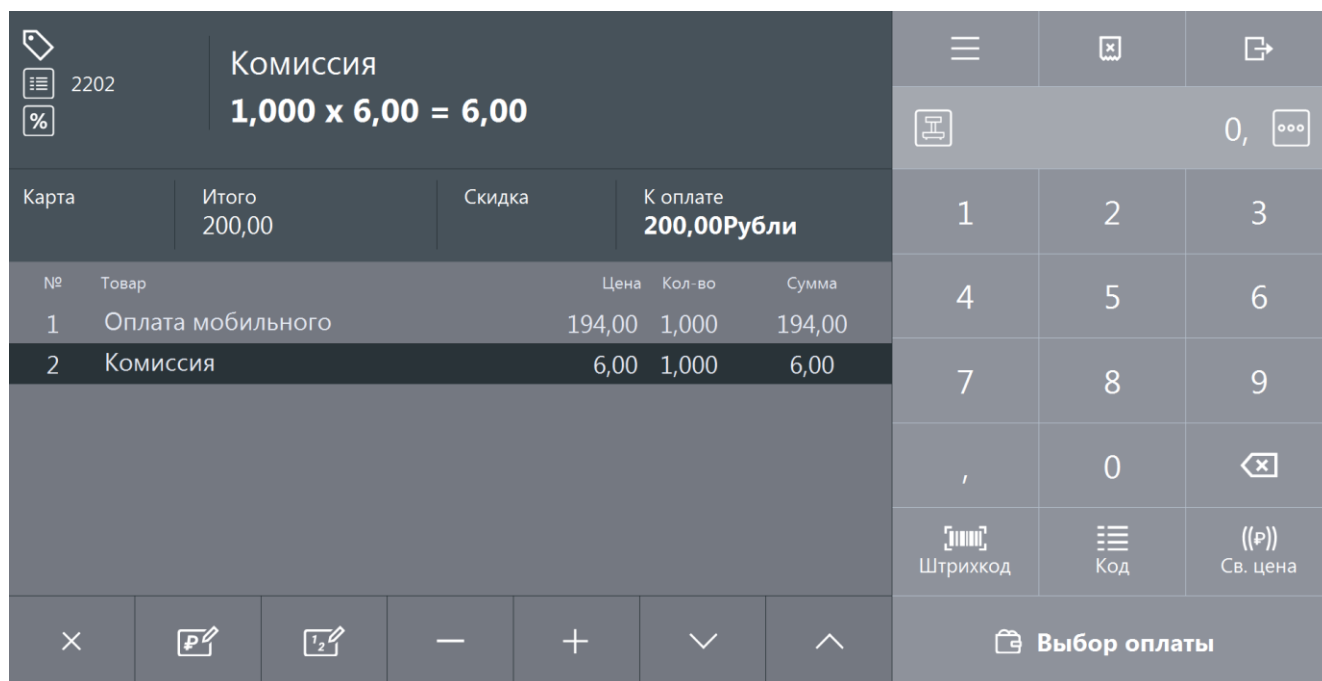 2202
%
Комиссия
1,000 x 6,00 = 6,00
0,
Карта Итого Скидка К оплате
200,00 200,00Рубли
№ Товар Цена Кол-во Сумма
1 Оплата мобильного 194,00 1,000 194,00
2 Комиссия 6,00 1,000 6,00
1 2 3
4 5 6
7 8 9
, 0
Штрихкод Код ((₽))
Св. цена
₽ 1/2
Выбор оплаты